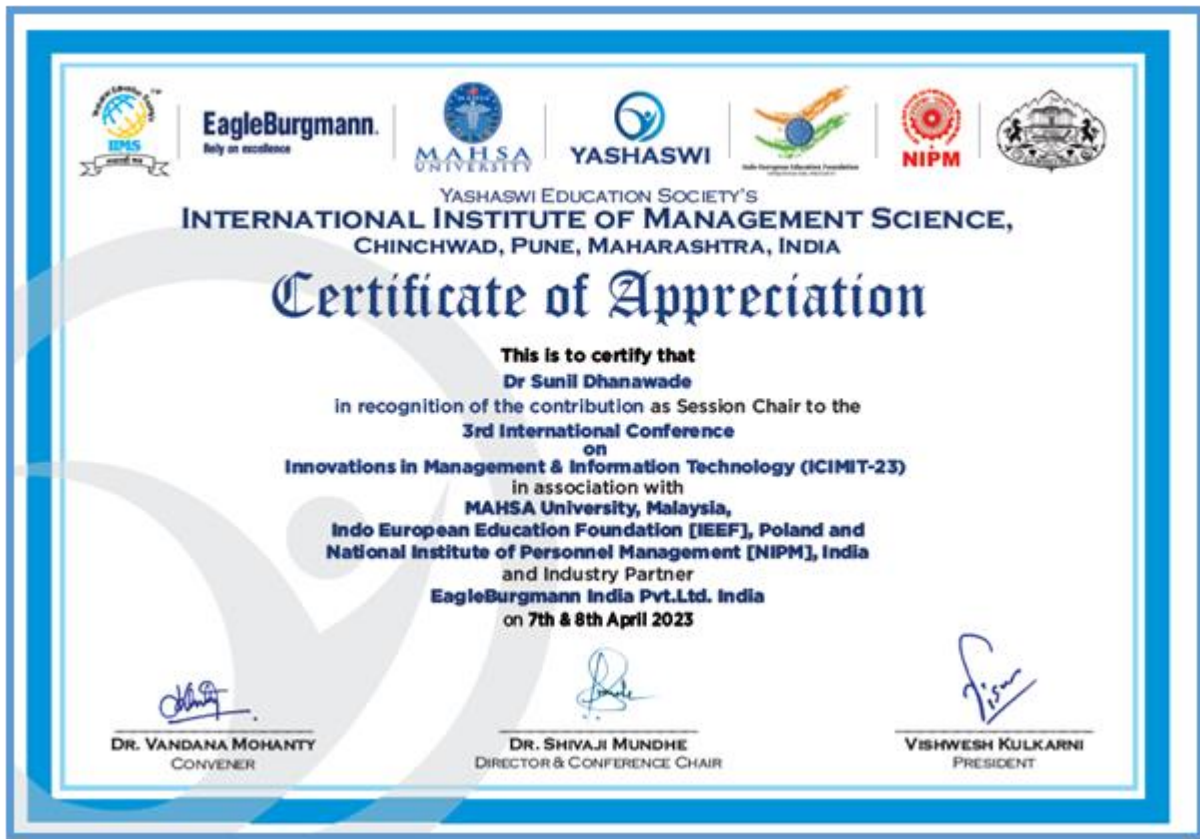 IIMS
EagleBurgmann.
Rely on excellence
MAHSA
UNIVERSITY
YASHASWI
Indo European Education Foundation
NIPM
YASHASWI EDUCATION SOCIETY'S
INTERNATIONAL INSTITUTE OF MANAGEMENT SCIENCE,
CHINCHWAD, PUNE, MAHARASHTRA, INDIA
Certificate of Appreciation
This is to certify that
Dr Sunil Dhanawade
in recognition of the contribution as Session Chair to the
3rd International Conference
on
Innovations in Management & Information Technology (ICIMIT-23)
in association with
MAHSA University, Malaysia,
Indo European Education Foundation [IEEF], Poland and
National Institute of Personnel Management [NIPM], India
and Industry Partner
EagleBurgmann India Pvt.Ltd. India
on 7th & 8th April 2023
DR. VANDANA MOHANTY
CONVENER
DR. SHIVAJI MUNDHE
DIRECTOR & CONFERENCE CHAIR
VISHWESH KULKARNI
PRESIDENT